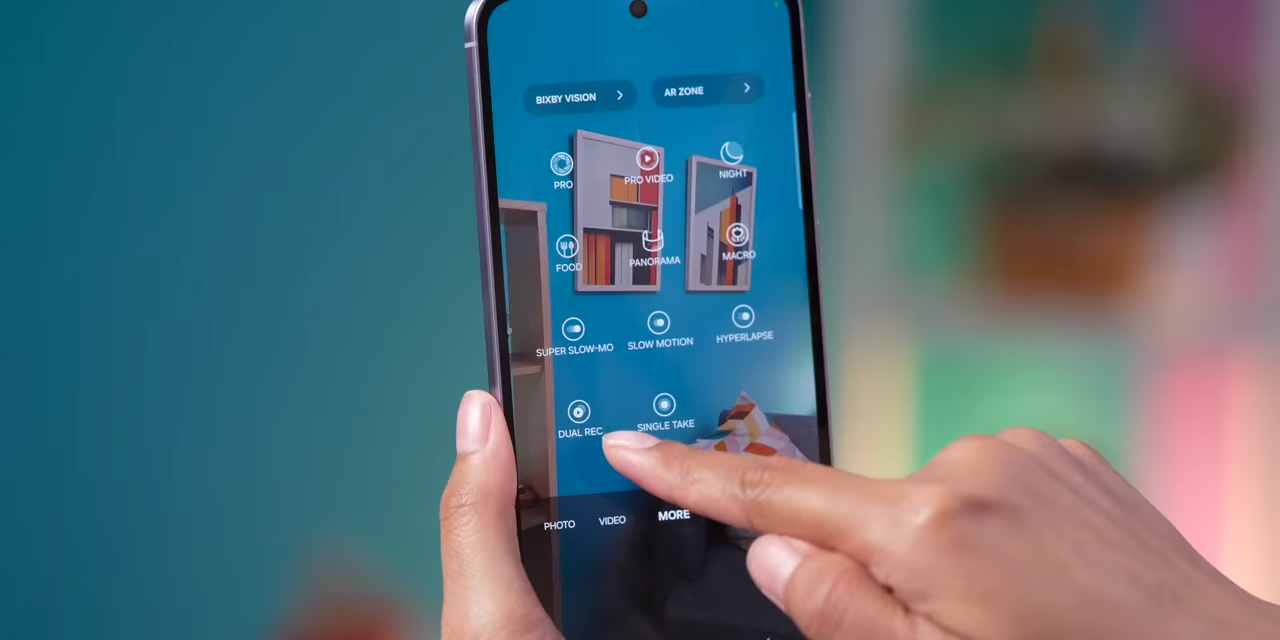 BIXBY VISION
AR ZONE
PRO
PRO VIDEO
NIGHT
FOOD
PANORAMA
MACRO
SUPER SLOW-MO
SLOW MOTION
HYPERLAPSE
DUAL REC
SINGLE TAKE
PHOTO
VIDEO
MORE